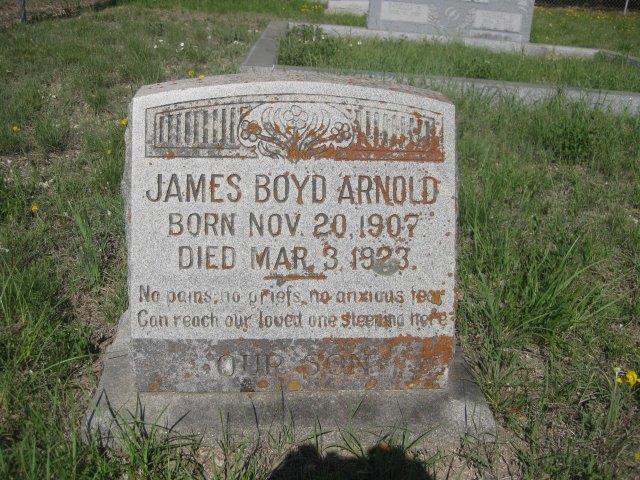 JAMES BOYD ARNOLD
BORN NOV. 20, 1907
DIED MAR. 3, 1923.
No pains, no griefs, no anxious fear
Can reach our loved one sleeping here
OUR SON